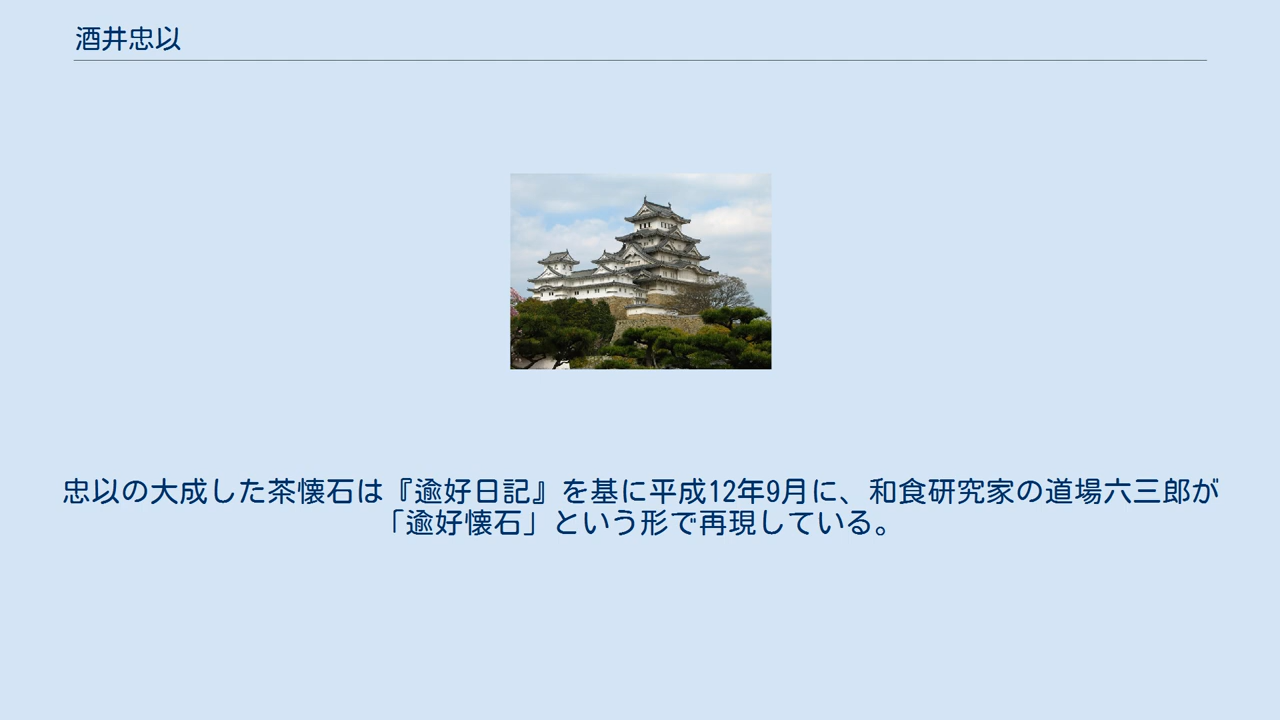 酒井忠以
忠以の大成した茶懐石は『逾好日記』を基に平成12年9月に、和食研究家の道場六三郎が
「逾好懐石」という形で再現している。